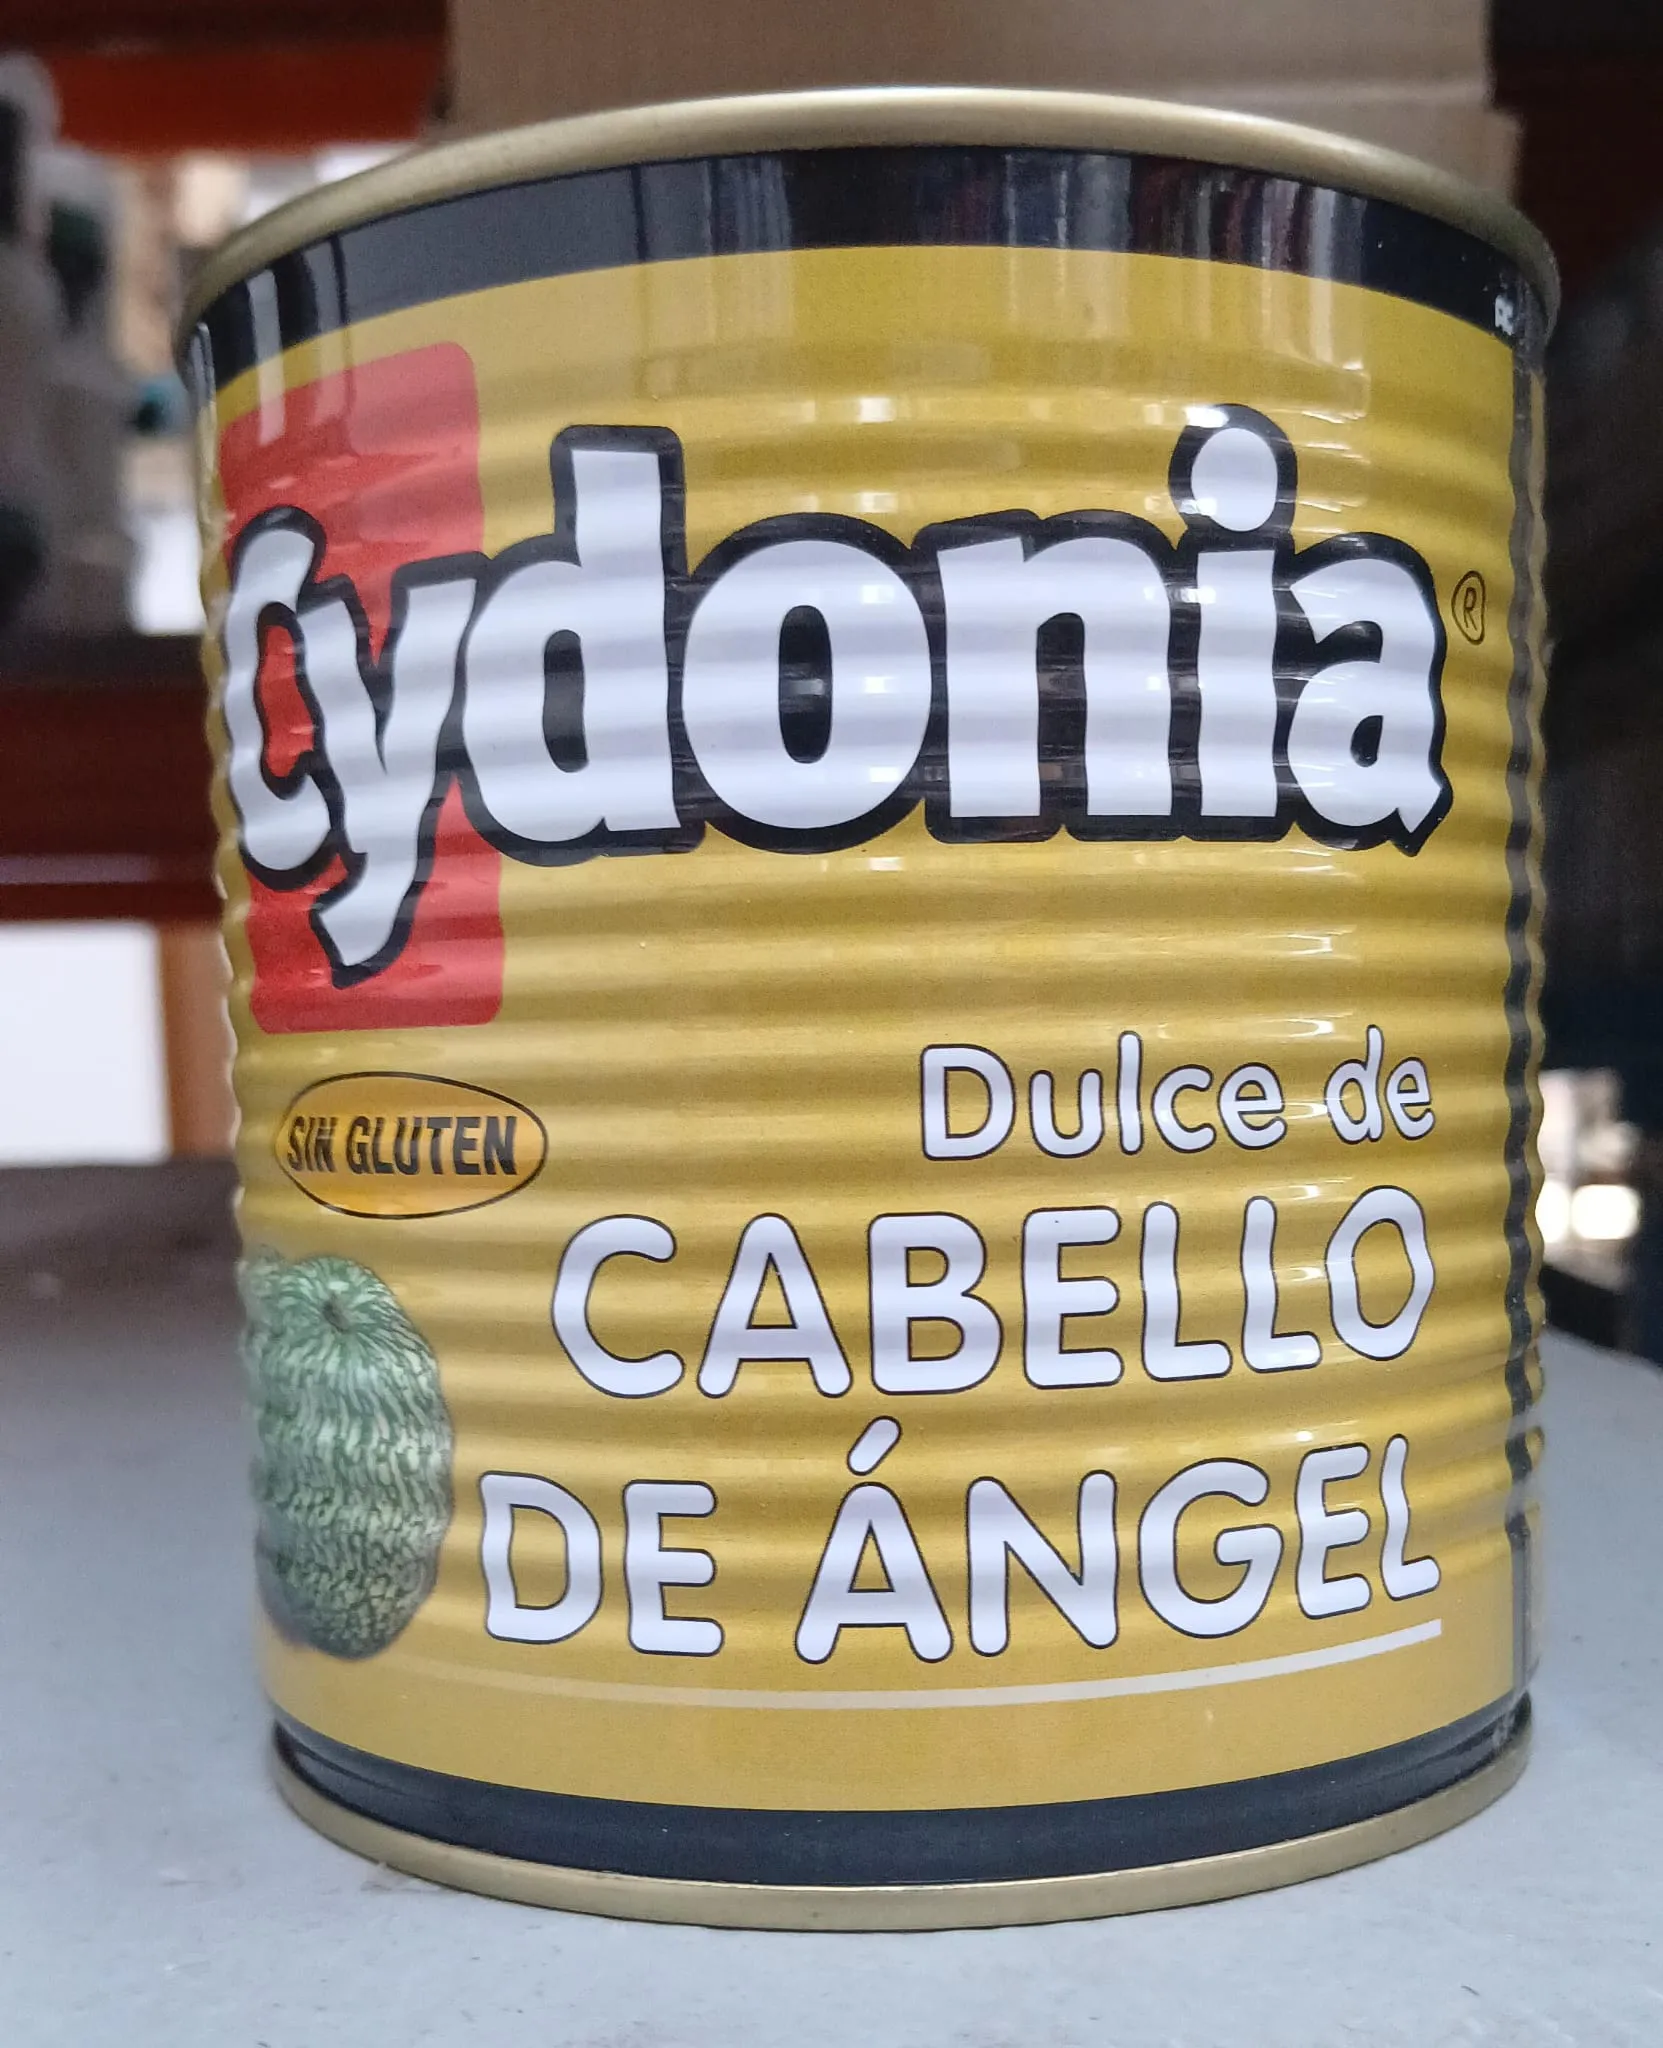 Cydonia ®
SIN GLUTEN
Dulce de
CABELLO
DE ÁNGEL